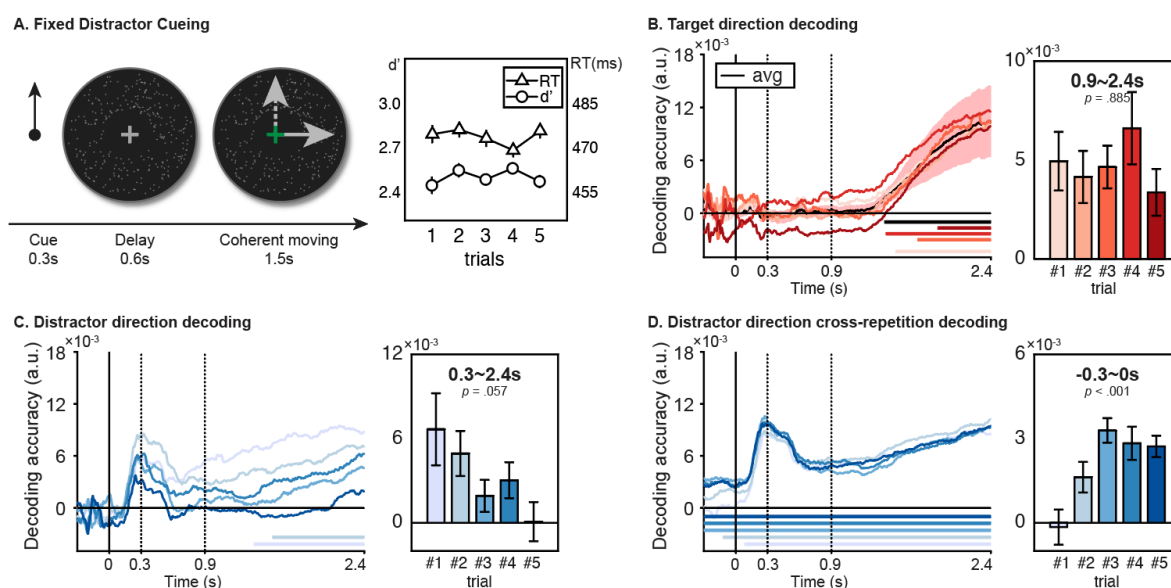 A. Fixed Distractor Cueing
Cue
0.3s
Delay
0.6s
Coherent moving
1.5s
d'
RT(ms)
RT
d'
3.0
2.7
2.4
485
470
455
1 2 3 4 5
trials
B. Target direction decoding
×10⁻³
18
12
6
0
Decoding accuracy (a.u.)
avg
0 0.3 0.9 2.4
Time (s)
×10⁻³
10
5
0
0.9~2.4s
p = .885
#1 #2 #3 #4 #5
trial
C. Distractor direction decoding
×10⁻³
18
12
6
0
Decoding accuracy (a.u.)
0 0.3 0.9 2.4
Time (s)
×10⁻³
12
6
0
0.3~2.4s
p = .057
#1 #2 #3 #4 #5
trial
D. Distractor direction cross-repetition decoding
×10⁻³
18
12
6
0
Decoding accuracy (a.u.)
0 0.3 0.9 2.4
Time (s)
×10⁻³
6
3
0
-0.3~0s
p < .001
#1 #2 #3 #4 #5
trial